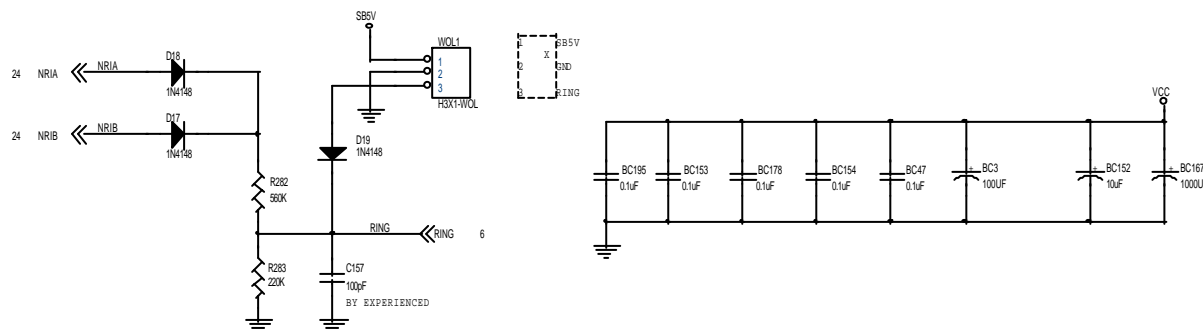 SB5V
WOL1
1
2
3
H3X1-WOL
1 SB5V
X
2 GND
3 RING
24 NRIA NRIA
D18
1N4148
24 NRIB NRIB
D17
1N4148
D19
1N4148
R282
560K
RING RING 6
R283
220K
C157
100pF
BY EXPERIENCED
VCC
BC195
0.1uF
BC153
0.1uF
BC178
0.1uF
BC154
0.1uF
BC47
0.1uF
+
BC3
100UF
+
BC152
10uF
+
BC167
1000U